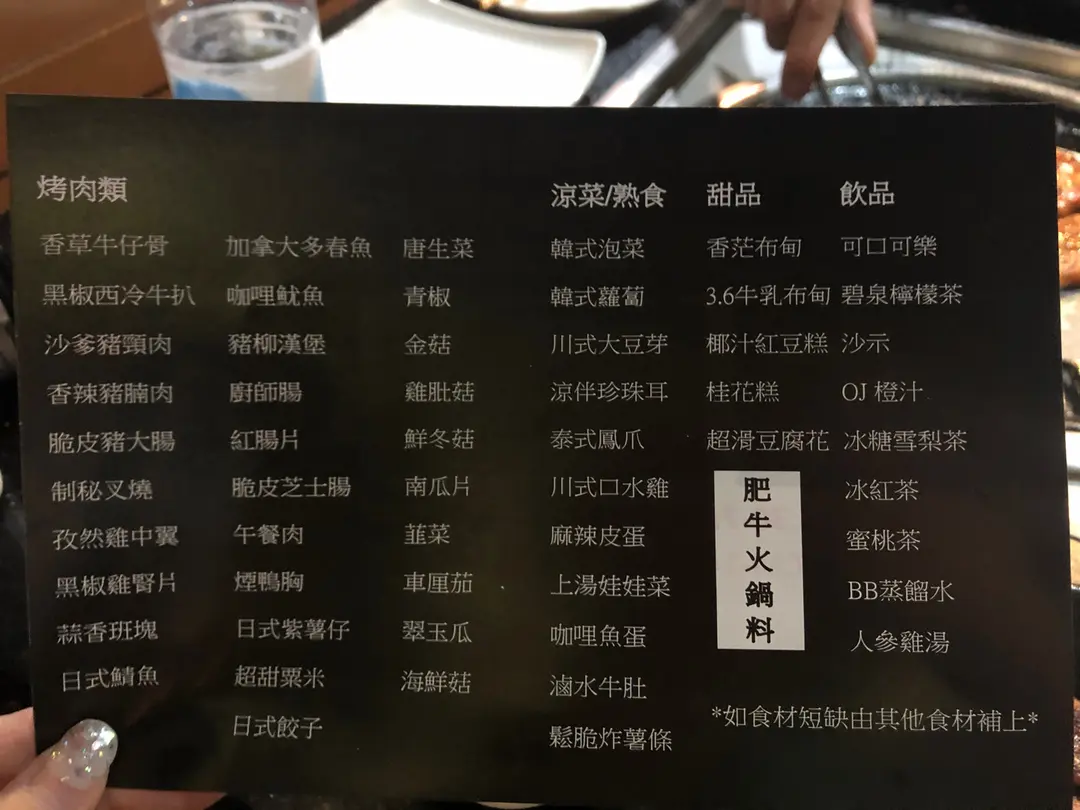 烤肉類
香草牛仔骨
黑椒西冷牛扒
沙爹豬頸肉
香辣豬腩肉
脆皮豬大腸
制秘叉燒
孜然雞中翼
黑椒雞腎片
蒜香班塊
日式鯖魚
加拿大多春魚
咖哩魷魚
豬柳漢堡
廚師腸
紅腸片
脆皮芝士腸
午餐肉
煙鴨胸
日式紫薯仔
超甜粟米
日式餃子
唐生菜
青椒
金菇
雞肶菇
鮮冬菇
南瓜片
韮菜
車厘茄
翠玉瓜
海鮮菇
涼菜/熟食
韓式泡菜
韓式蘿蔔
川式大豆芽
涼伴珍珠耳
泰式鳳爪
川式口水雞
麻辣皮蛋
上湯娃娃菜
咖哩魚蛋
滷水牛肚
鬆脆炸薯條
甜品
香茫布甸
3.6牛乳布甸
椰汁紅豆糕
桂花糕
超滑豆腐花
肥牛火鍋料
飲品
可口可樂
碧泉檸檬茶
沙示
OJ 橙汁
冰糖雪梨茶
冰紅茶
蜜桃茶
BB蒸餾水
人參雞湯
*如食材短缺由其他食材補上*